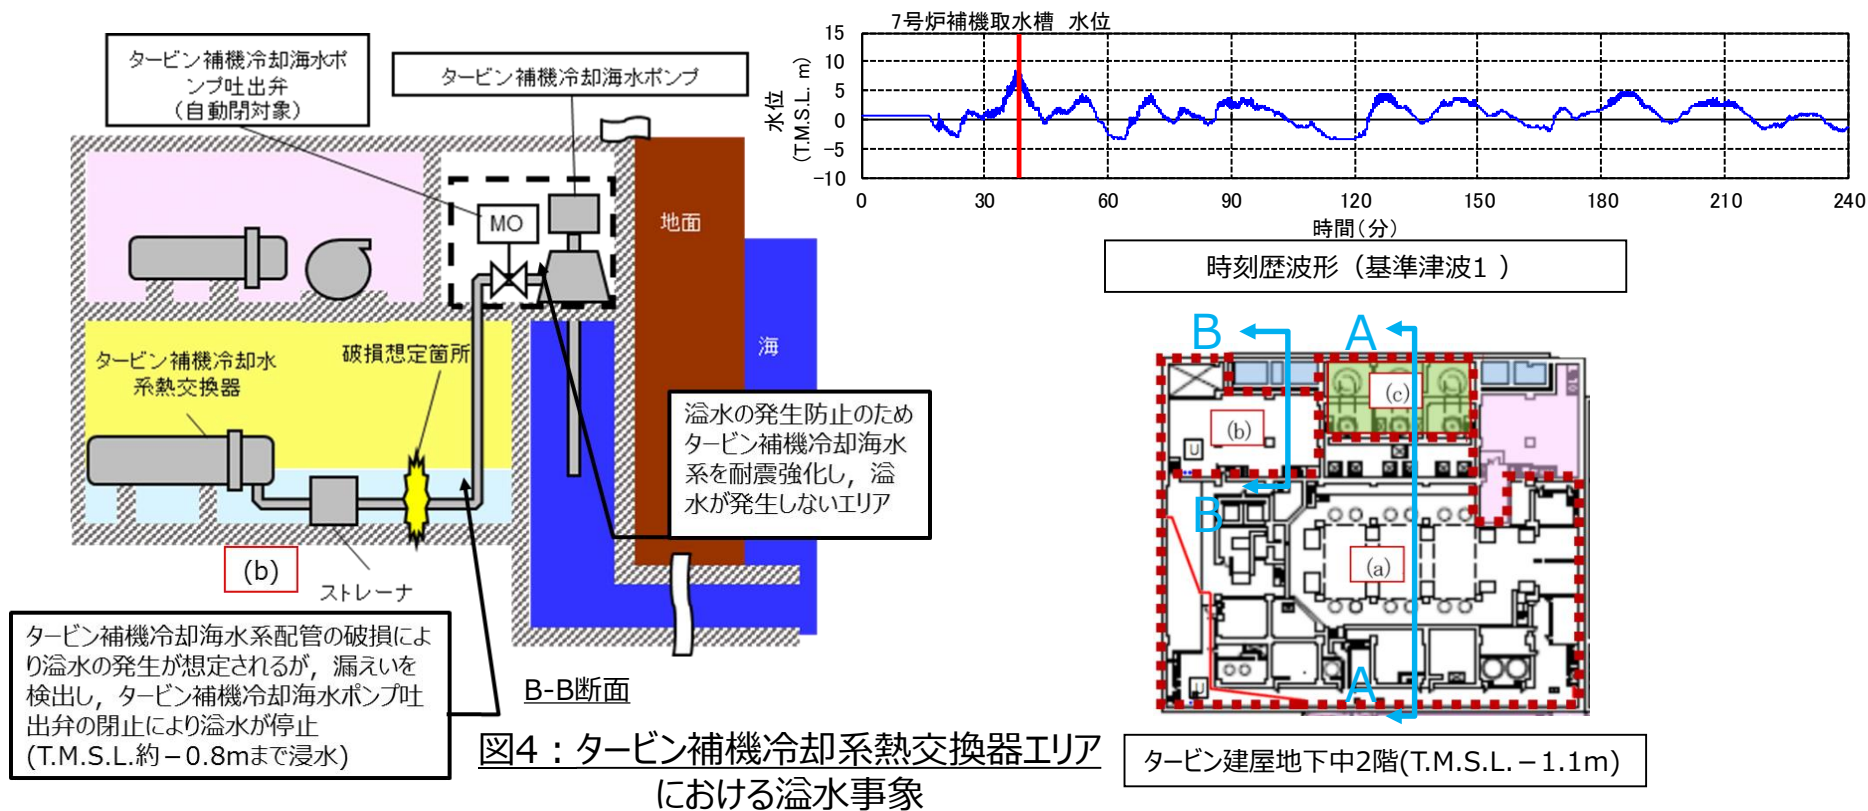 タービン補機冷却海水ポ
ンプ吐出弁
(自動閉対象)
タービン補機冷却海水ポンプ
MO
地面
海
タービン補機冷却水
系熱交換器
破損想定箇所
ストレーナ
(b)
溢水の発生防止のため
タービン補機冷却海水
系を耐震強化し，溢
水が発生しないエリア
タービン補機冷却海水系配管の破損によ
り溢水の発生が想定されるが，漏えいを
検出し，タービン補機冷却海水ポンプ吐
出弁の閉止により溢水が停止
(T.M.S.L.約－0.8mまで浸水)
B-B断面
図4：タービン補機冷却系熱交換器エリア
における溢水事象
7号炉補機取水槽 水位
水位
(T.M.S.L. m)
15
10
5
0
-5
-10
0 30 60 90 120 150 180 210 240
時間(分)
時刻歴波形（基準津波1 ）
B
A
(c)
(b)
U
B
(a)
U
A
タービン建屋地下中2階(T.M.S.L.－1.1m)